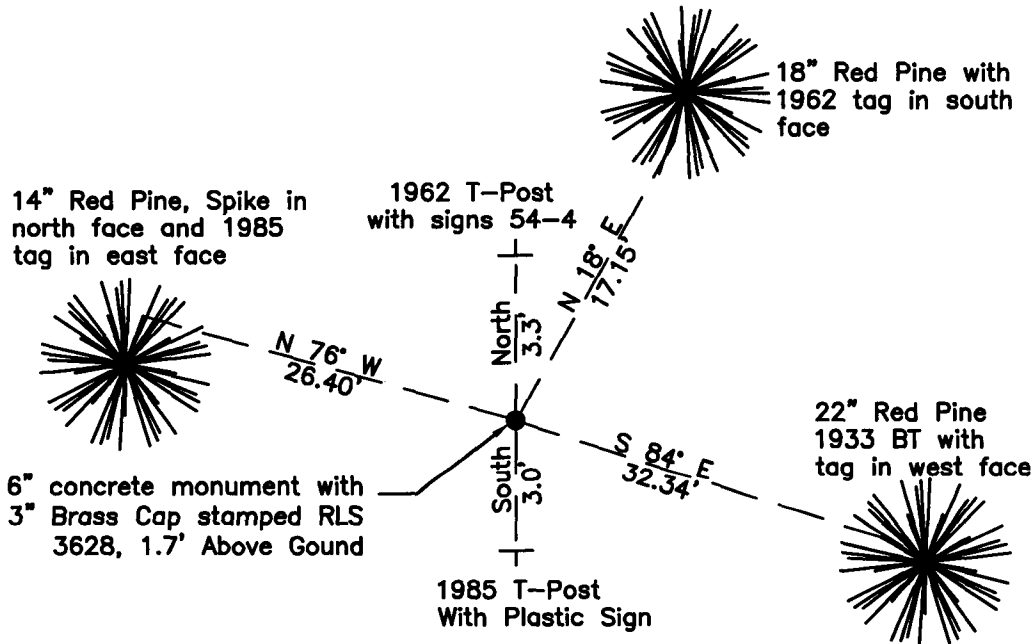 18" Red Pine with
1962 tag in south
face
1962 T-Post
with signs 54-4
14" Red Pine, Spike in
north face and 1985
tag in east face
N 18° E
17.15'
North
3.3'
N 76° W
26.40'
22" Red Pine
1933 BT with
tag in west face
S 84° E
32.34'
South
3.0'
6" concrete monument with
3" Brass Cap stamped RLS
3628, 1.7' Above Gound
1985 T-Post
With Plastic Sign